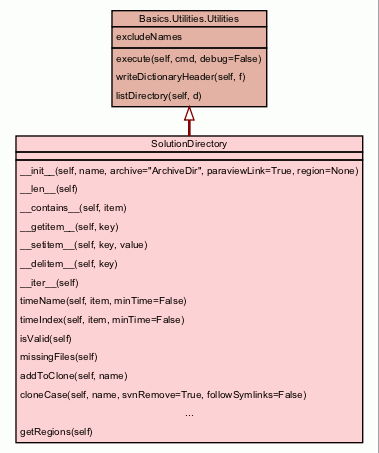 Basics.Utilities.Utilities
excludeNames
execute(self, cmd, debug=False)
writeDictionaryHeader(self, f)
listDirectory(self, d)
SolutionDirectory
__init__(self, name, archive="ArchiveDir", paraviewLink=True, region=None)
__len__(self)
__contains__(self, item)
__getitem__(self, key)
__setitem__(self, key, value)
__delitem__(self, key)
__iter__(self)
timeName(self, item, minTime=False)
timeIndex(self, item, minTime=False)
isValid(self)
missingFiles(self)
addToClone(self, name)
cloneCase(self, name, svnRemove=True, followSymlinks=False)
...
getRegions(self)